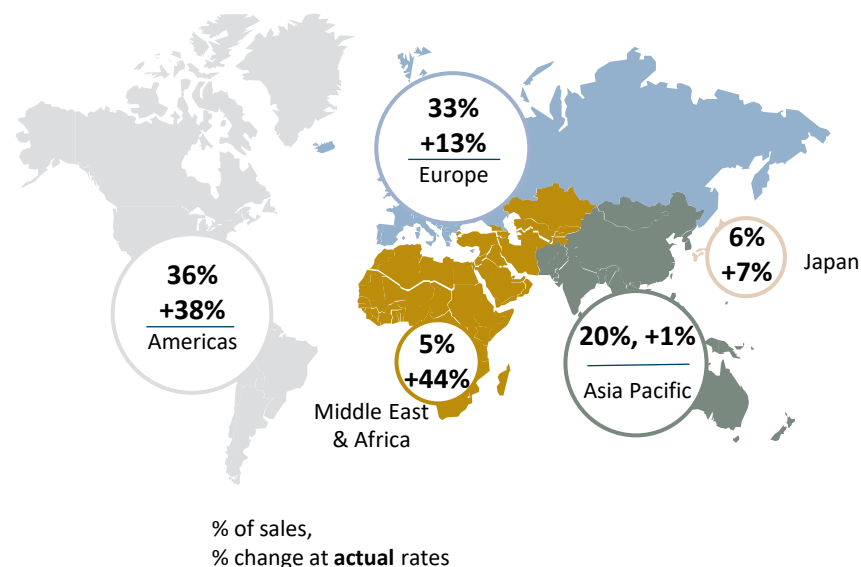 33%
+13%
Europe
36%
+38%
Americas
6%
+7%
Japan
5%
+44%
Middle East
& Africa
20%, +1%
Asia Pacific
% of sales,
% change at actual rates